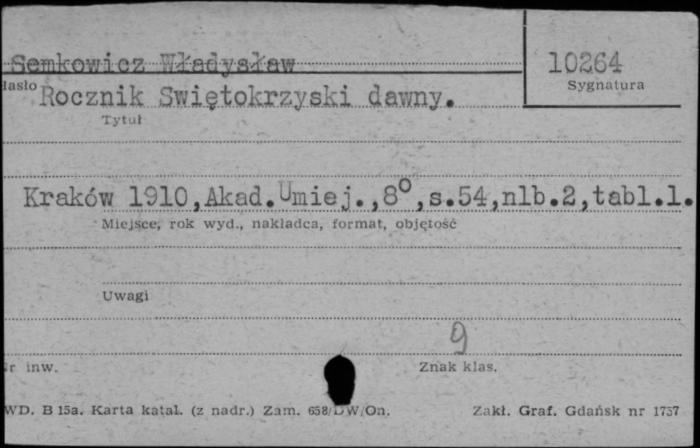 Semkowicz Władysław
10264
Hasło
Sygnatura
Rocznik Swiętokrzyski dawny.
Tytuł
Kraków 1910, Akad. Umiej., 8°, s.54, nlb.2, tabl.1.
Miejsce, rok wyd., nakładca, format, objętość
Uwagi
9
Nr inw.
Znak klas.
WD. B 15a. Karta katal. (z nadr.) Zam. 658/DW/On.
Zakł. Graf. Gdańsk nr 1737